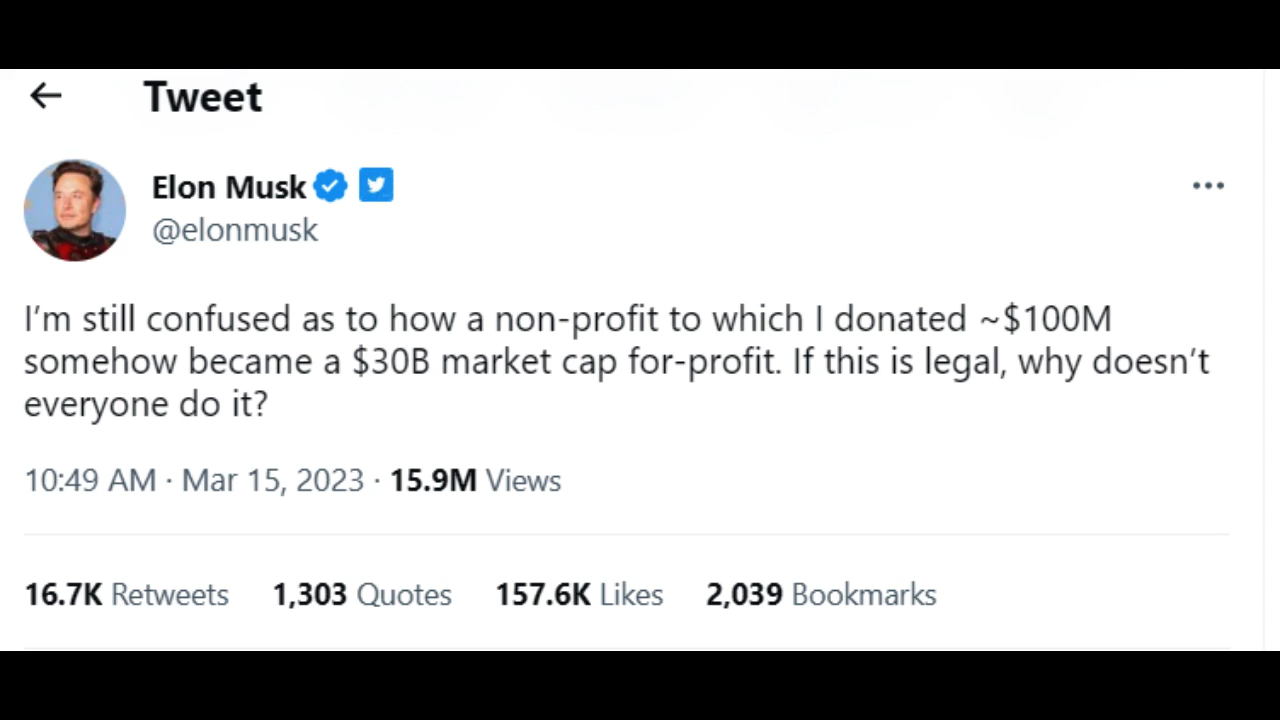 Tweet
Elon Musk
@elonmusk
I’m still confused as to how a non-profit to which I donated ~$100M
somehow became a $30B market cap for-profit. If this is legal, why doesn’t
everyone do it?
10:49 AM · Mar 15, 2023 · 15.9M Views
16.7K Retweets 1,303 Quotes 157.6K Likes 2,039 Bookmarks